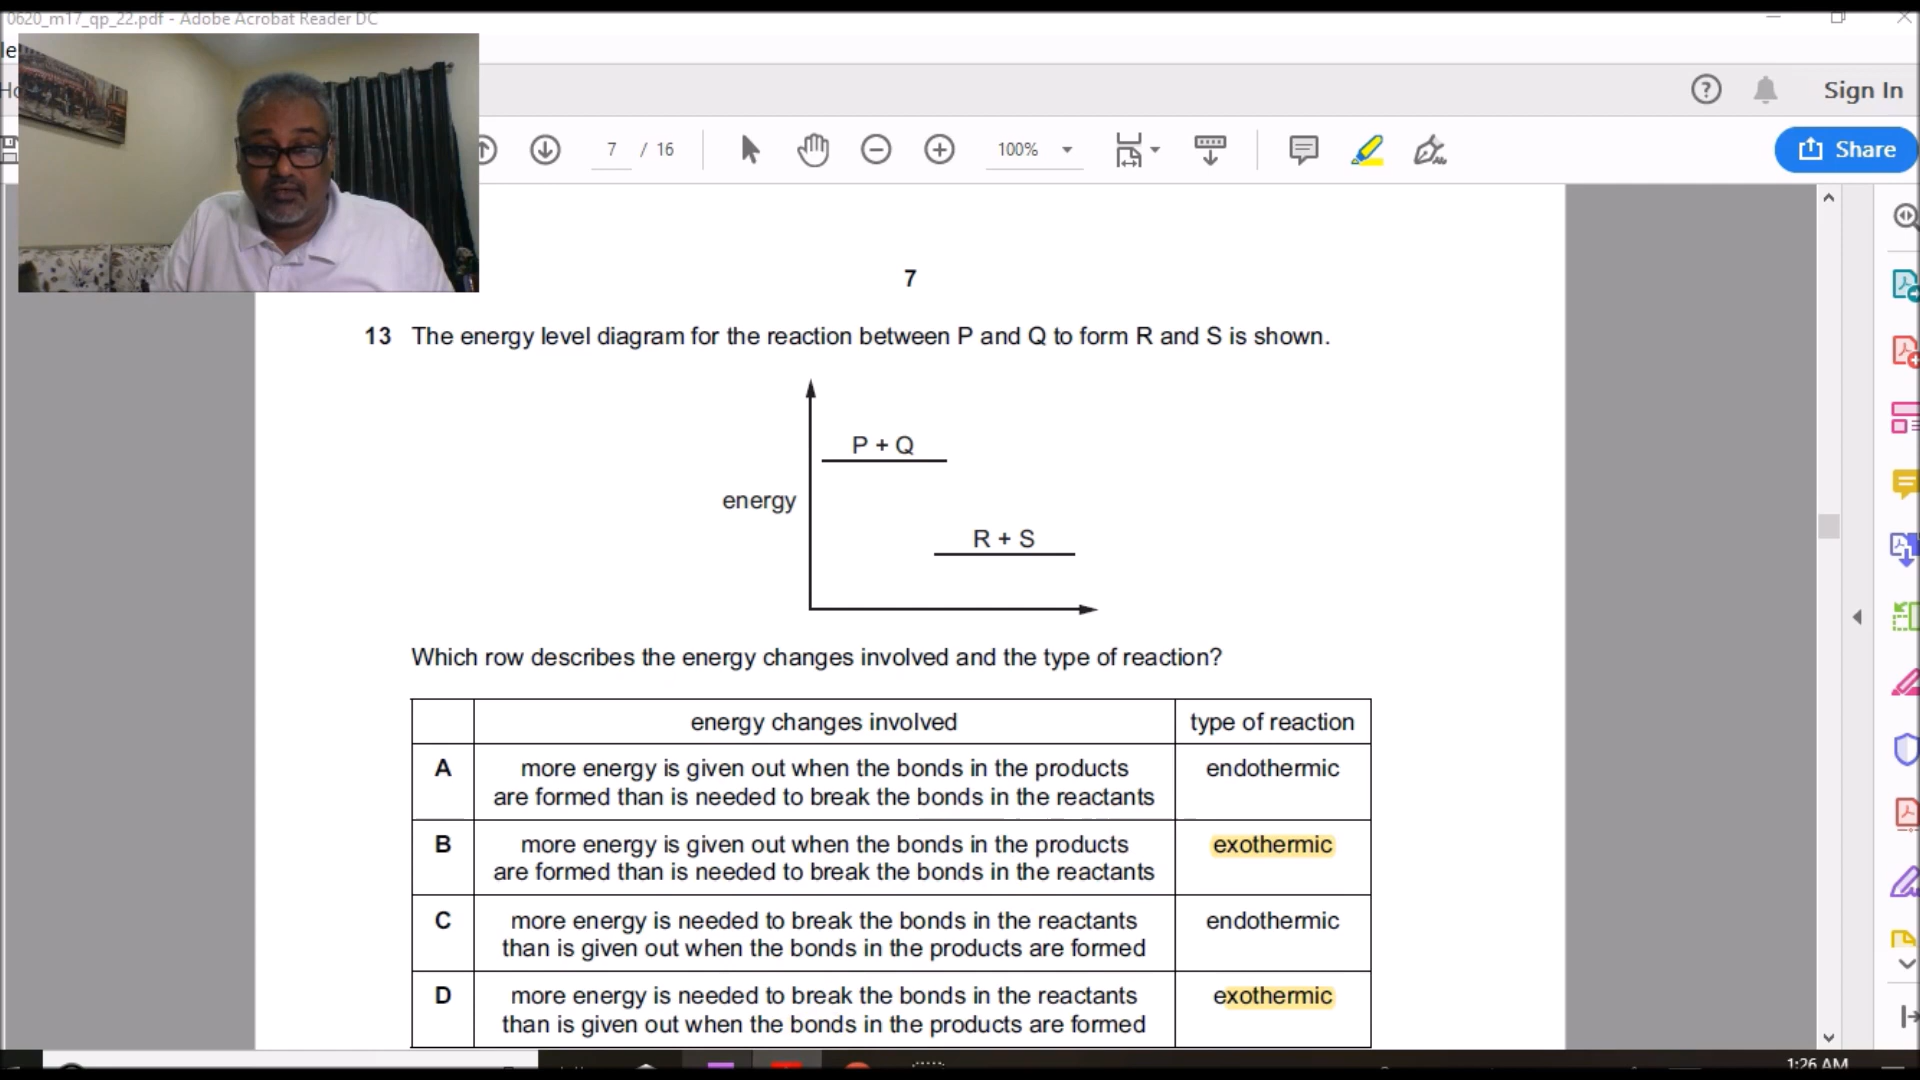 0620_m17_qp_22.pdf - Adobe Acrobat Reader DC
Sign In
7 / 16
100%
Share
7
13 The energy level diagram for the reaction between P and Q to form R and S is shown.
P + Q
energy
R + S
Which row describes the energy changes involved and the type of reaction?
energy changes involved type of reaction
A more energy is given out when the bonds in the products are formed than is needed to break the bonds in the reactants endothermic
B more energy is given out when the bonds in the products are formed than is needed to break the bonds in the reactants exothermic
C more energy is needed to break the bonds in the reactants than is given out when the bonds in the products are formed endothermic
D more energy is needed to break the bonds in the reactants than is given out when the bonds in the products are formed exothermic
1:26 AM